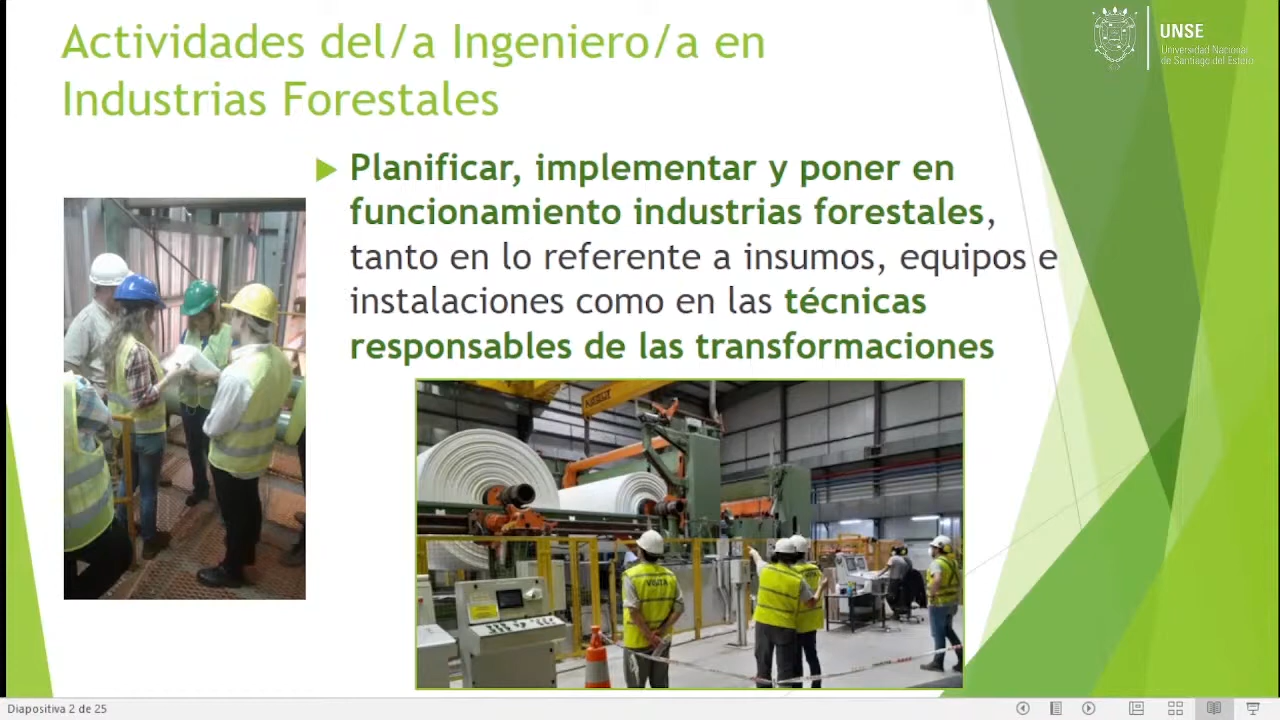 Actividades del/a Ingeniero/a en
Industrias Forestales
UNSE
Universidad Nacional
de Santiago del Estero
Planificar, implementar y poner en
funcionamiento industrias forestales,
tanto en lo referente a insumos, equipos e
instalaciones como en las técnicas
responsables de las transformaciones
VISITA
Diapositiva 2 de 25